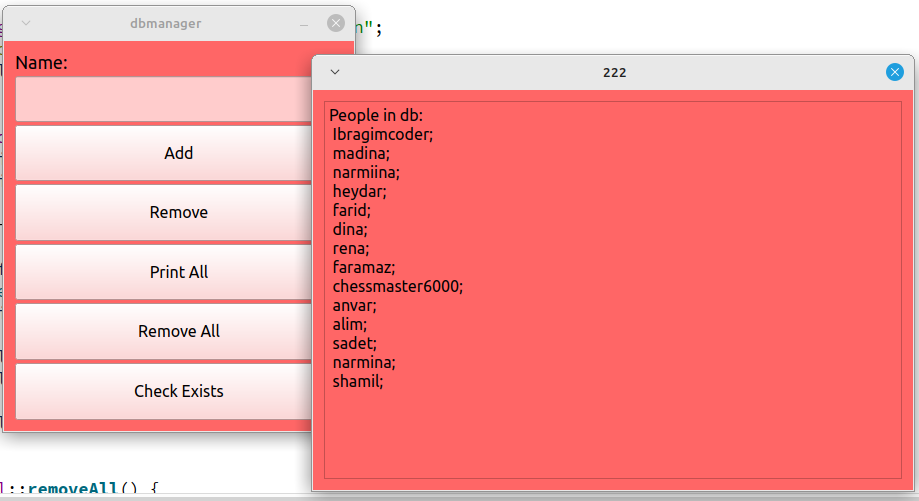 dbmanager
n";
Name:
Add
Remove
Print All
Remove All
Check Exists
222
People in db:
Ibragimcoder;
madina;
narmiina;
heydar;
farid;
dina;
rena;
faramaz;
chessmaster6000;
anvar;
alim;
sadet;
narmina;
shamil;
::removeAll() {